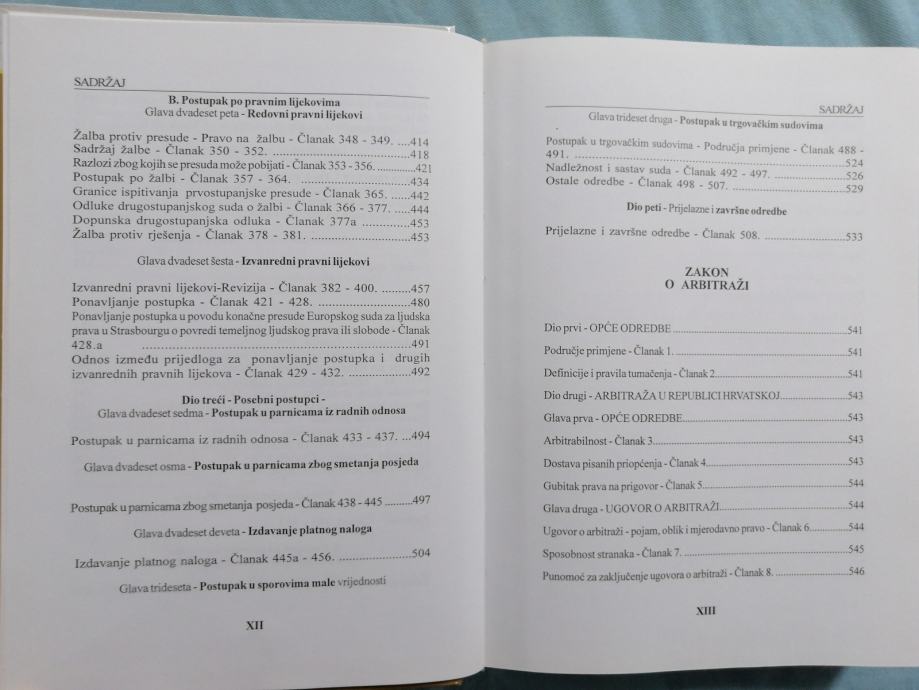 SADRŽAJ
B. Postupak po pravnim lijekovima
Glava dvadeset peta - Redovni pravni lijekovi
Žalba protiv presude - Pravo na žalbu - Članak 348 - 349. ....414
Sadržaj žalbe - Članak 350 - 352. ....418
Razlozi zbog kojih se presuda može pobijati - Članak 353 - 356. ....421
Postupak po žalbi - Članak 357 - 364. ....434
Granice ispitivanja prvostupanjske presude - Članak 365. ....442
Odluke drugostupanjskog suda o žalbi - Članak 366 - 377. ....444
Dopunska drugostupanjska odluka - Članak 377a ....453
Žalba protiv rješenja - Članak 378 - 381. ....453
Glava dvadeset šesta - Izvanredni pravni lijekovi
Izvanredni pravni lijekovi-Revizija - Članak 382 - 400. ....457
Ponavljanje postupka - Članak 421 - 428. ....480
Ponavljanje postupka u povodu konačne presude Europskog suda za ljudska
prava u Strasbourgu o povredi temeljnog ljudskog prava ili slobode - Članak
428.a ....491
Odnos između prijedloga za ponavljanje postupka i drugih
izvanrednih pravnih lijekova - Članak 429 - 432. ....492
Dio treći - Posebni postupci -
Glava dvadeset sedma - Postupak u parnicama iz radnih odnosa
Postupak u parnicama iz radnih odnosa - Članak 433 - 437. ...494
Glava dvadeset osma - Postupak u parnicama zbog smetanja posjeda
Postupak u parnicama zbog smetanja posjeda - Članak 438 - 445 ....497
Glava dvadeset deveta - Izdavanje platnog naloga
Izdavanje platnog naloga - Članak 445a - 456. ....504
Glava trideseta - Postupak u sporovima male vrijednosti
XII
SADRŽAJ
Glava trideset druga - Postupak u trgovačkim sudovima
Postupak u trgovačkim sudovima - Područja primjene - Članak 488 -
491. ....524
Nadležnost i sastav suda - Članak 492 - 497. ....526
Ostale odredbe - Članak 498 - 507. ....529
Dio peti - Prijelazne i završne odredbe
Prijelazne i završne odredbe - Članak 508. ....533
ZAKON
O ARBITRAŽI
Dio prvi - OPĆE ODREDBE ....541
Područje primjene - Članak 1. ....541
Definicije i pravila tumačenja - Članak 2....541
Dio drugi - ARBITRAŽA U REPUBLICI HRVATSKOJ....543
Glava prva - OPĆE ODREDBE....543
Arbitrabilnost - Članak 3....543
Dostava pisanih priopćenja - Članak 4....543
Gubitak prava na prigovor - Članak 5....544
Glava druga - UGOVOR O ARBITRAŽI....544
Ugovor o arbitraži - pojam, oblik i mjerodavno pravo - Članak 6....544
Sposobnost stranaka - Članak 7. ....545
Punomoć za zaključenje ugovora o arbitraži - Članak 8. ....546
XIII